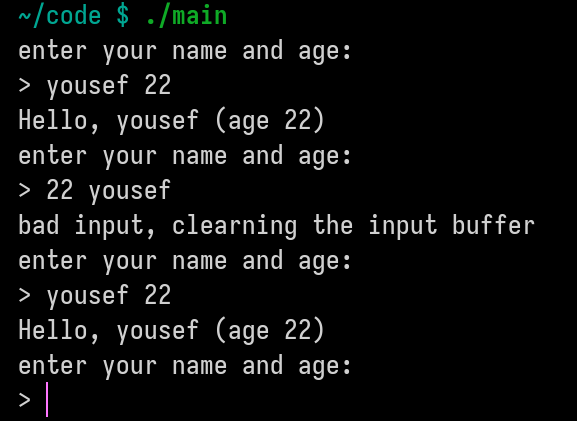 ~/code $ ./main
enter your name and age:
> yousef 22
Hello, yousef (age 22)
enter your name and age:
> 22 yousef
bad input, clearning the input buffer
enter your name and age:
> yousef 22
Hello, yousef (age 22)
enter your name and age:
>